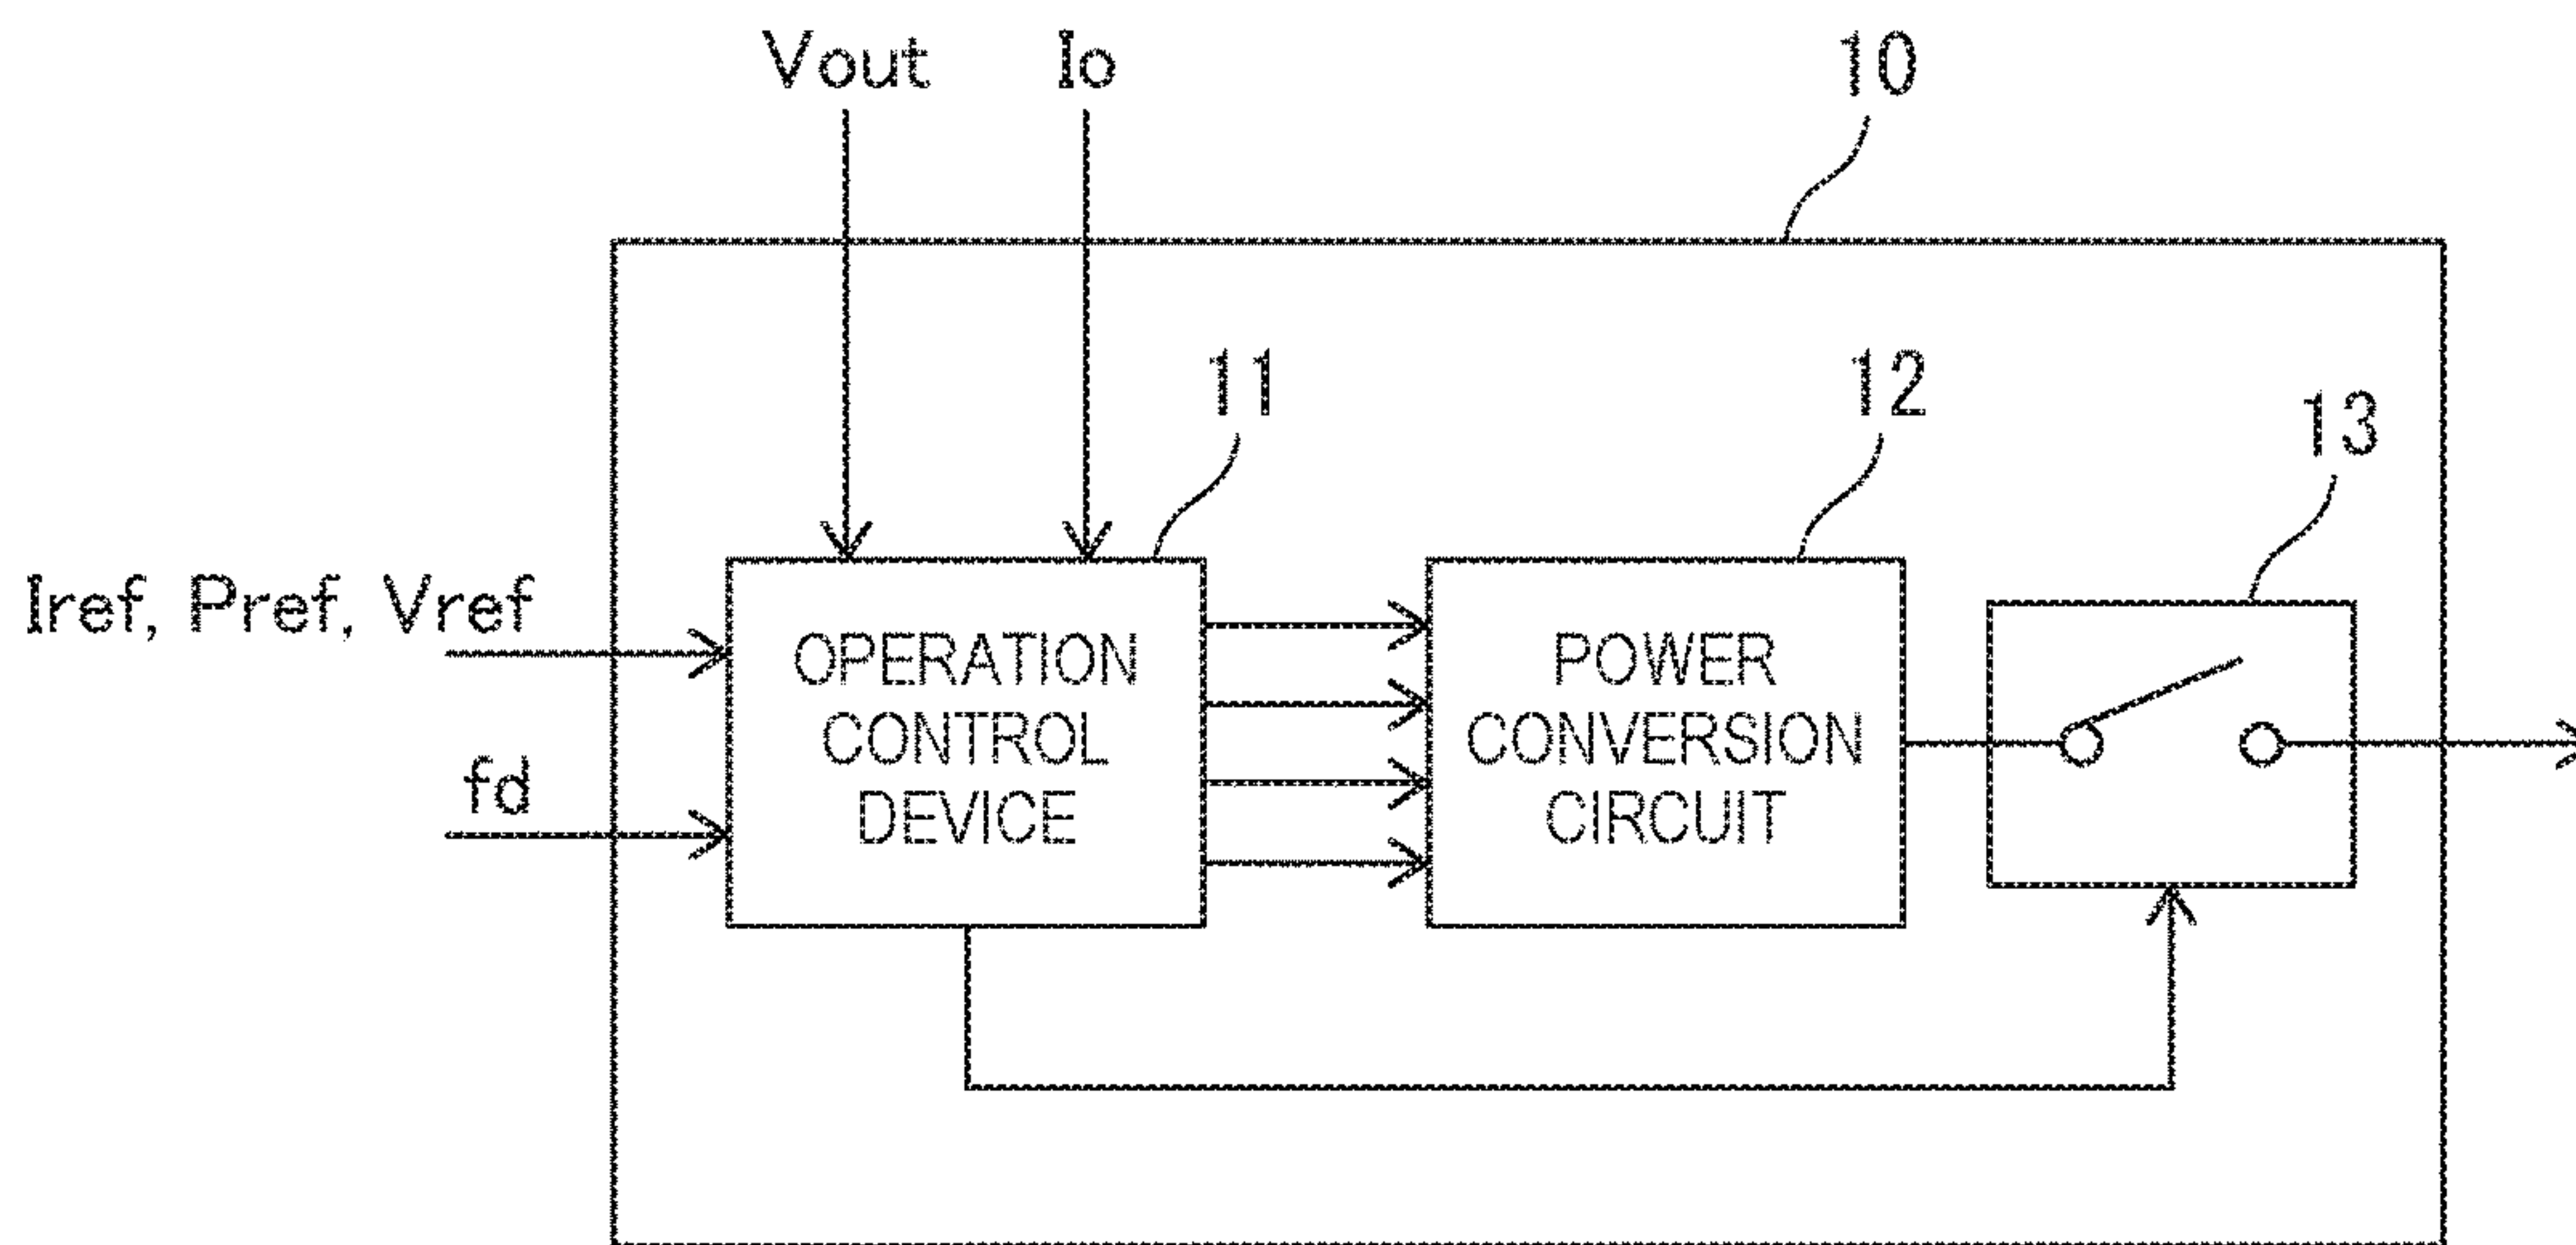 Vout Io 10
11 12 13
Iref, Pref, Vref
fd
OPERATION
CONTROL
DEVICE
POWER
CONVERSION
CIRCUIT